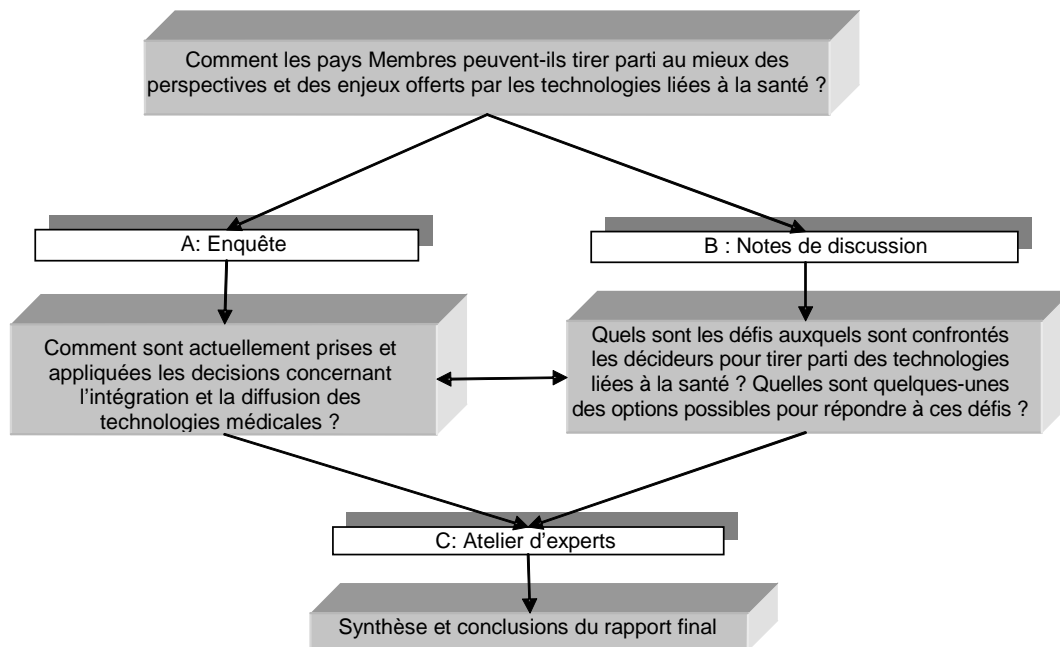 Comment les pays Membres peuvent-ils tirer parti au mieux des
perspectives et des enjeux offerts par les technologies liées à la santé ?
A: Enquête
B : Notes de discussion
Comment sont actuellement prises et
appliquées les decisions concernant
l'intégration et la diffusion des
technologies médicales ?
Quels sont les défis auxquels sont confrontés
les décideurs pour tirer parti des technologies
liées à la santé ? Quelles sont quelques-unes
des options possibles pour répondre à ces défis ?
C: Atelier d'experts
Synthèse et conclusions du rapport final